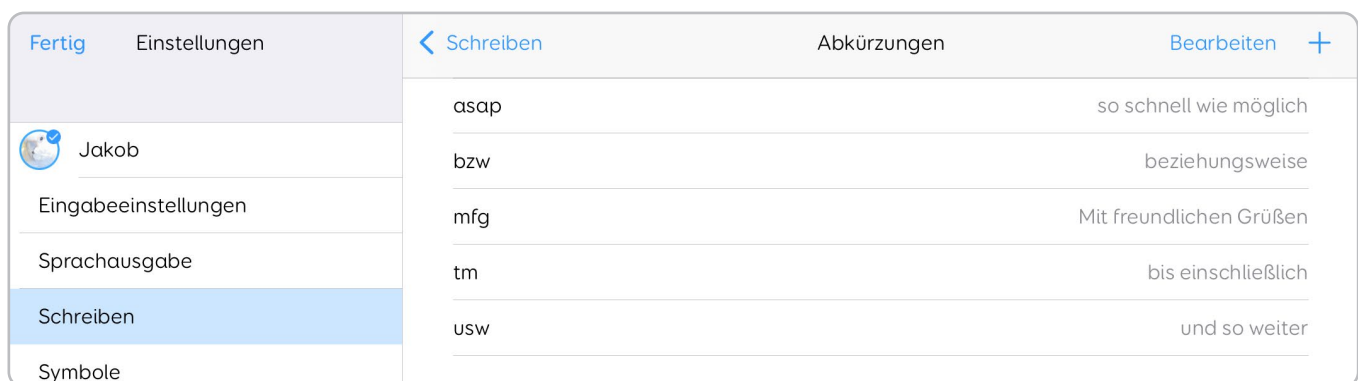 Fertig Einstellungen
Jakob
Eingabeeinstellungen
Sprachausgabe
Schreiben
Symbole
Schreiben Abkürzungen Bearbeiten +
asap so schnell wie möglich
bzw beziehungsweise
mfg Mit freundlichen Grüßen
tm bis einschließlich
usw und so weiter